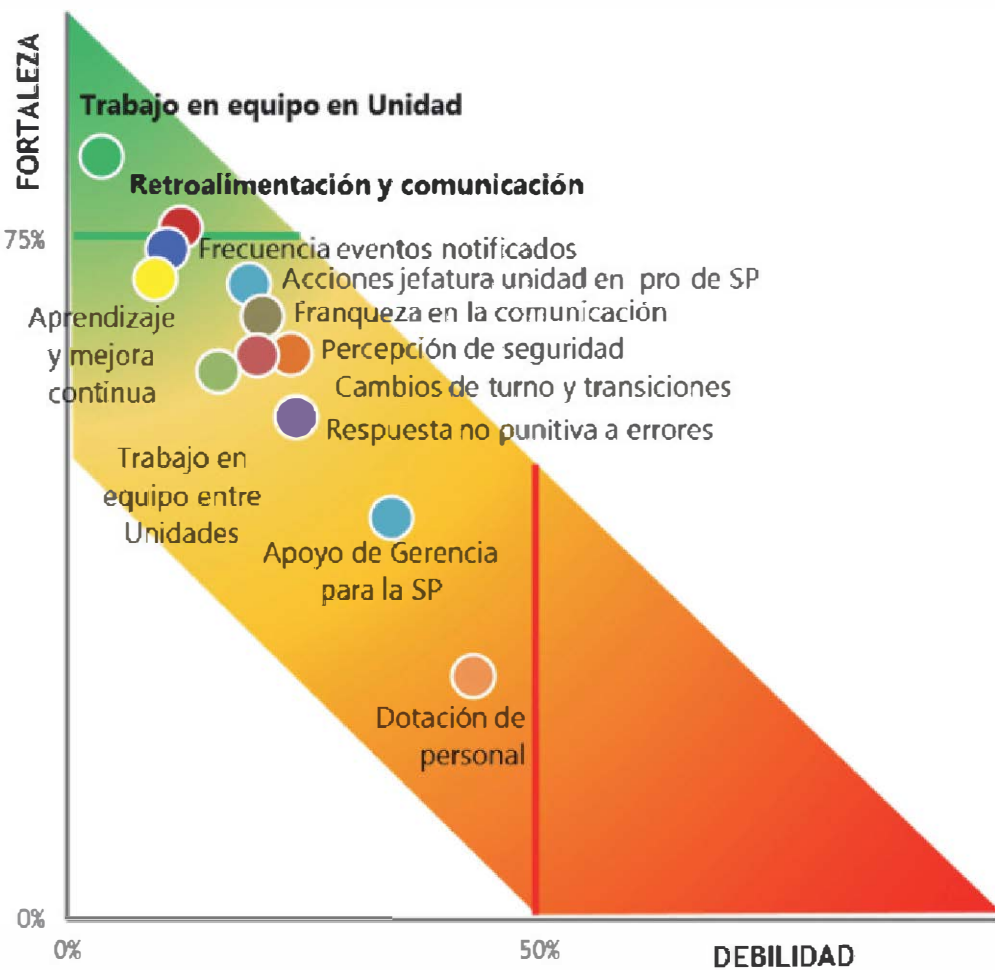 FORTALEZA
Trabajo en equipo en Unidad
Retroalimentación y comunicación
75%
Frecuencia eventos notificados
Acciones jefatura unidad en pro de SP
Franqueza en la comunicación
Aprendizaje
y mejora
contínua
Percepción de seguridad
Cambios de turno y transiciones
Respuesta no punitiva a errores
Trabajo en
equipo entre
Unidades
Apoyo de Gerencia
para la SP
Dotación de
personal
0%
0%
50%
DEBILIDAD